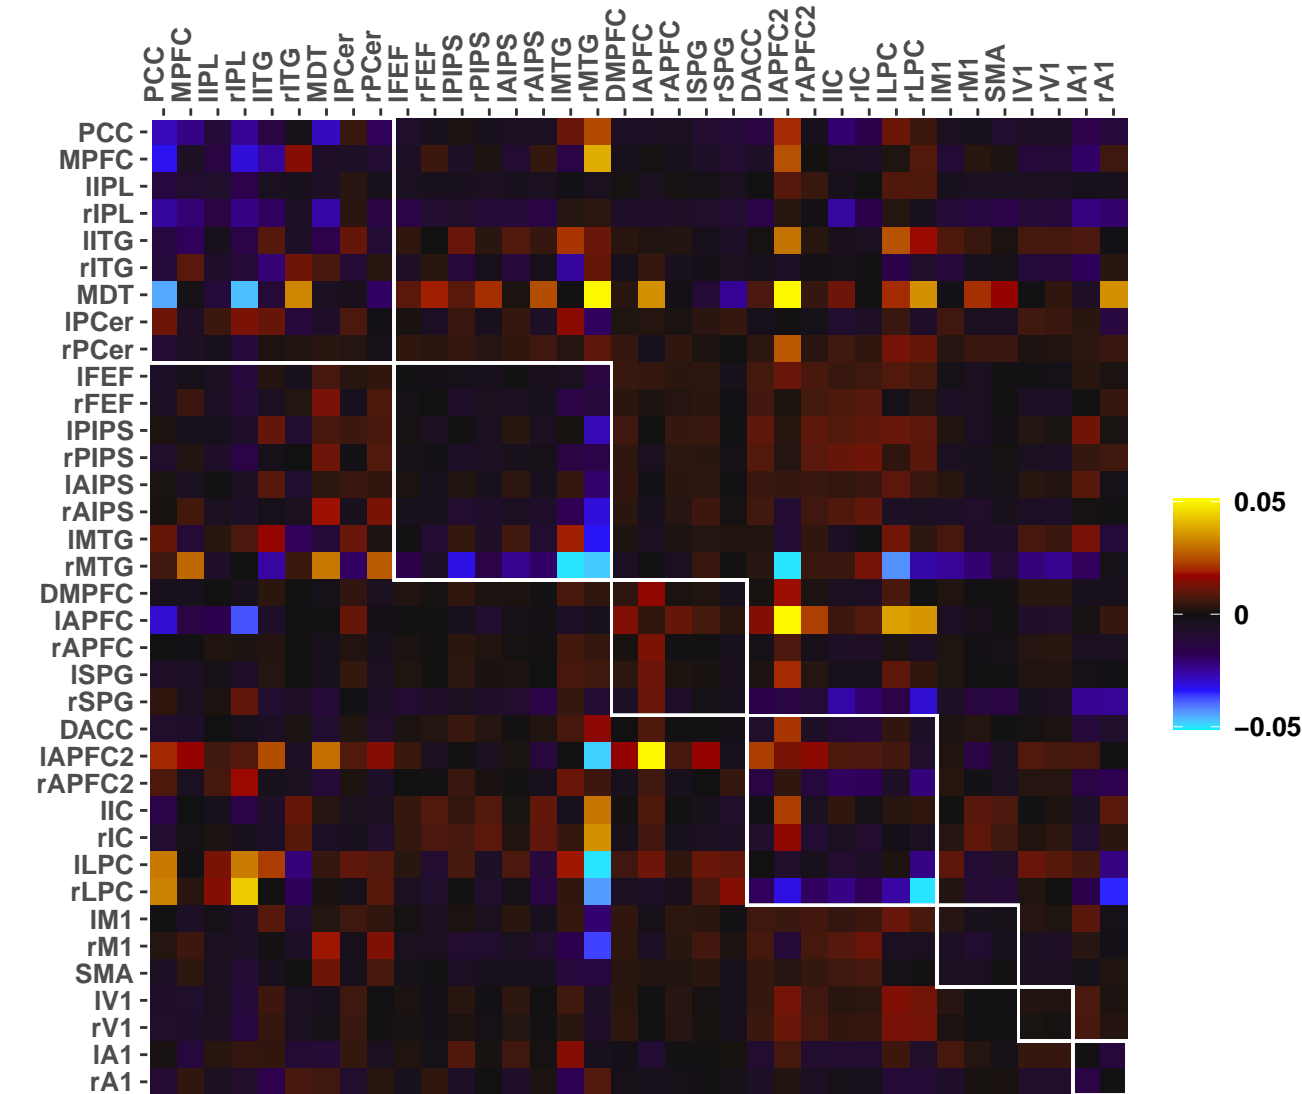 PCC MPFC lIPL rIPL lITG rITG MDT lPCer rPCer lFEF rFEF lPIPS rPIPS lAIPS rAIPS lMTG rMTG DMPFC lAPFC rAPFC lSPG rSPG DACC lAPFC2 rAPFC2 lIC rIC lLPC rLPC lM1 rM1 SMA lV1 rV1 lA1 rA1
PCC
MPFC
lIPL
rIPL
lITG
rITG
MDT
lPCer
rPCer
lFEF
rFEF
lPIPS
rPIPS
lAIPS
rAIPS
lMTG
rMTG
DMPFC
lAPFC
rAPFC
lSPG
rSPG
DACC
lAPFC2
rAPFC2
lIC
rIC
lLPC
rLPC
lM1
rM1
SMA
lV1
rV1
lA1
rA1
0.05
0
−0.05